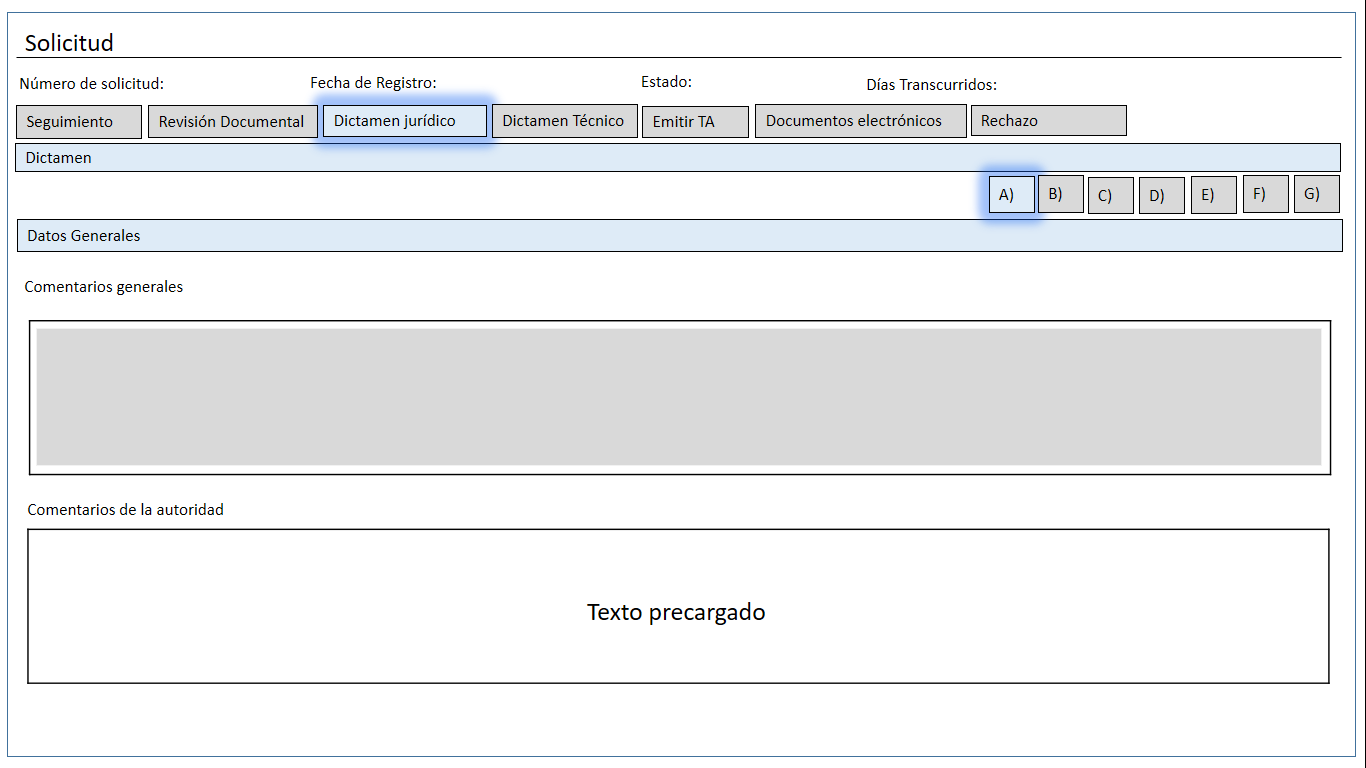 Solicitud
Número de solicitud: Fecha de Registro: Estado: Días Transcurridos:
Seguimiento Revisión Documental Dictamen jurídico Dictamen Técnico Emitir TA Documentos electrónicos Rechazo
Dictamen
A) B) C) D) E) F) G)
Datos Generales
Comentarios generales
Comentarios de la autoridad
Texto precargado